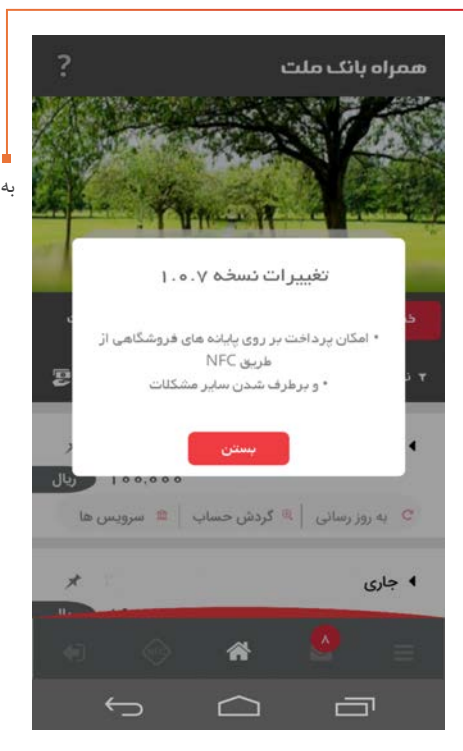 همراه بانک ملت
?
به
تغییرات نسخه ۱.۰.۷
* امکان پرداخت بر روی پایانه های فروشگاهی از
طریق NFC
* و برطرف شدن سایر مشکلات
بستن
۱۰۰,۰۰۰ ریال
به روز رسانی
گردش حساب
سرویس ها
جاری
۸
NFC